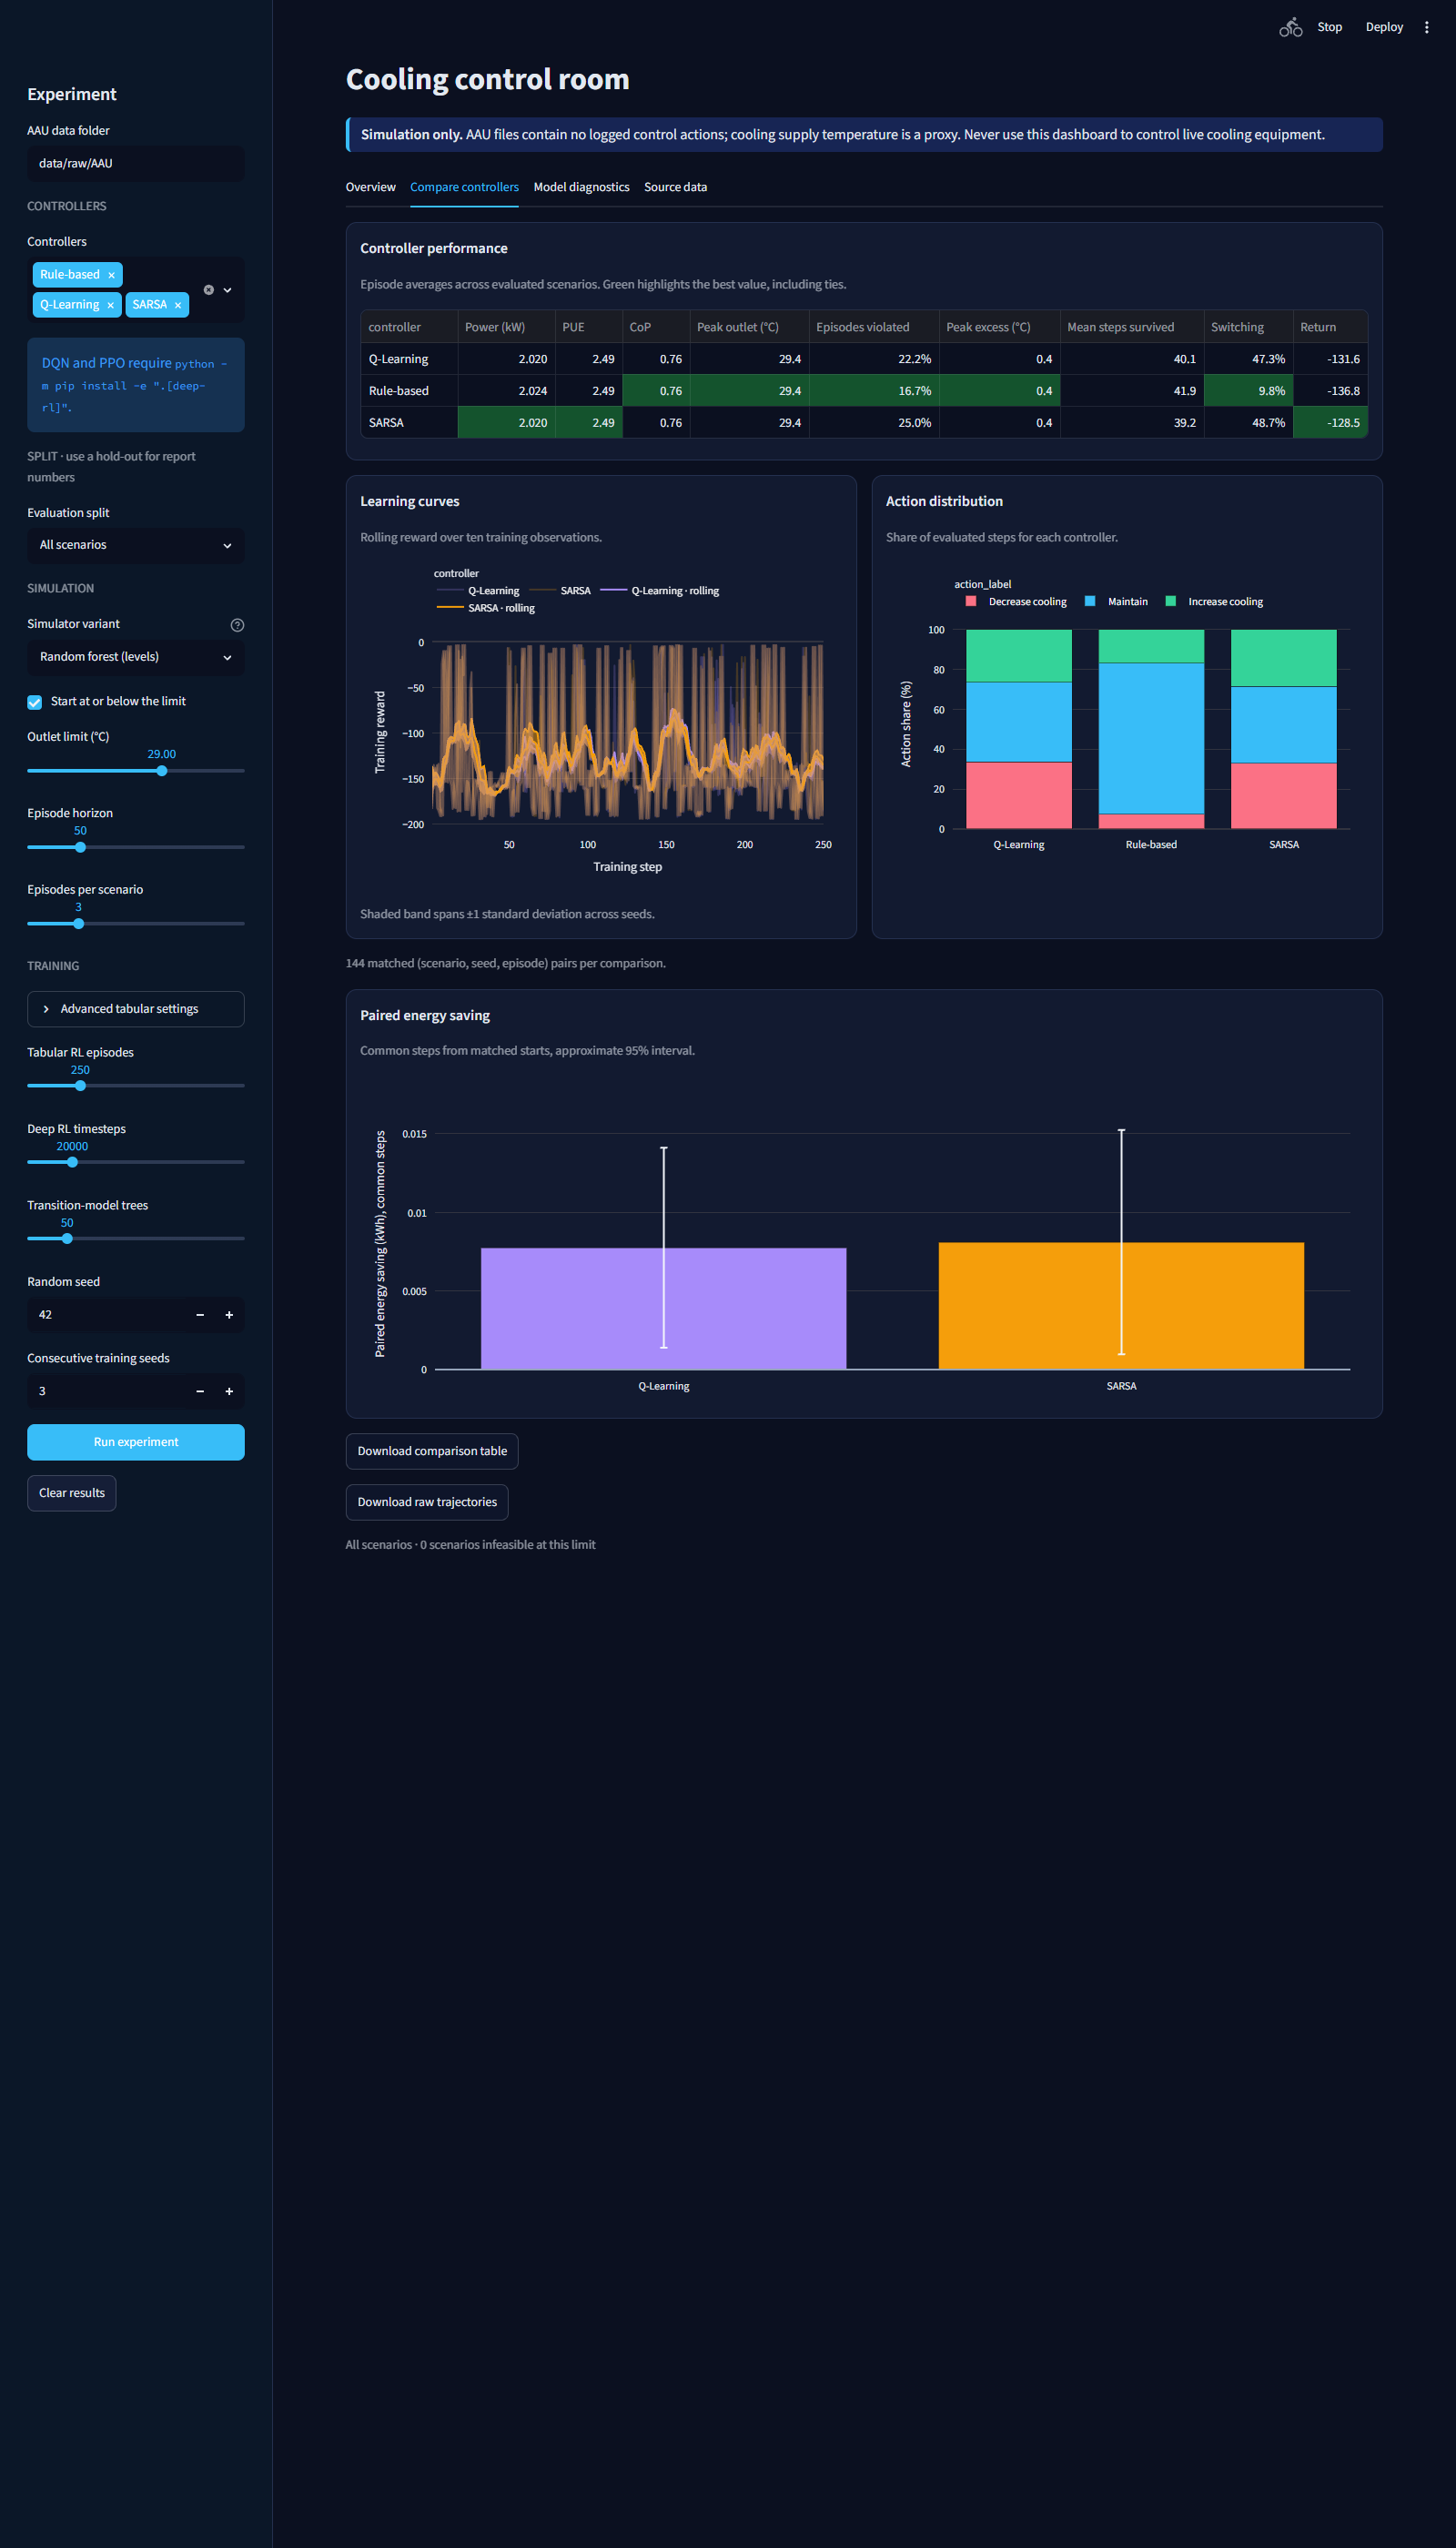 Stop
Deploy
Experiment
AAU data folder
data/raw/AAU
CONTROLLERS
Controllers
Rule-based ×
Q-Learning × SARSA ×
DQN and PPO require python -
m pip install -e ".[deep-
rl]".
SPLIT · use a hold-out for report
numbers
Evaluation split
All scenarios
SIMULATION
Simulator variant
Random forest (levels)
Start at or below the limit
Outlet limit (°C)
29.00
Episode horizon
50
Episodes per scenario
3
TRAINING
Advanced tabular settings
Tabular RL episodes
250
Deep RL timesteps
20000
Transition-model trees
50
Random seed
42
Consecutive training seeds
3
Run experiment
Clear results
Cooling control room
Simulation only. AAU files contain no logged control actions; cooling supply temperature is a proxy. Never use this dashboard to control live cooling equipment.
Overview Compare controllers Model diagnostics Source data
Controller performance
Episode averages across evaluated scenarios. Green highlights the best value, including ties.
controller Power (kW) PUE CoP Peak outlet (°C) Episodes violated Peak excess (°C) Mean steps survived Switching Return
Q-Learning 2.020 2.49 0.76 29.4 22.2% 0.4 40.1 47.3% -131.6
Rule-based 2.024 2.49 0.76 29.4 16.7% 0.4 41.9 9.8% -136.8
SARSA 2.020 2.49 0.76 29.4 25.0% 0.4 39.2 48.7% -128.5
Learning curves
Rolling reward over ten training observations.
controller
Q-Learning SARSA Q-Learning · rolling
SARSA · rolling
Training reward
0
−50
−100
−150
−200
50 100 150 200 250
Training step
Shaded band spans ±1 standard deviation across seeds.
Action distribution
Share of evaluated steps for each controller.
action_label
Decrease cooling Maintain Increase cooling
Action share (%)
100
80
60
40
20
0
Q-Learning Rule-based SARSA
144 matched (scenario, seed, episode) pairs per comparison.
Paired energy saving
Common steps from matched starts, approximate 95% interval.
Paired energy saving (kWh), common steps
0.015
0.01
0.005
0
Q-Learning SARSA
Download comparison table
Download raw trajectories
All scenarios · 0 scenarios infeasible at this limit